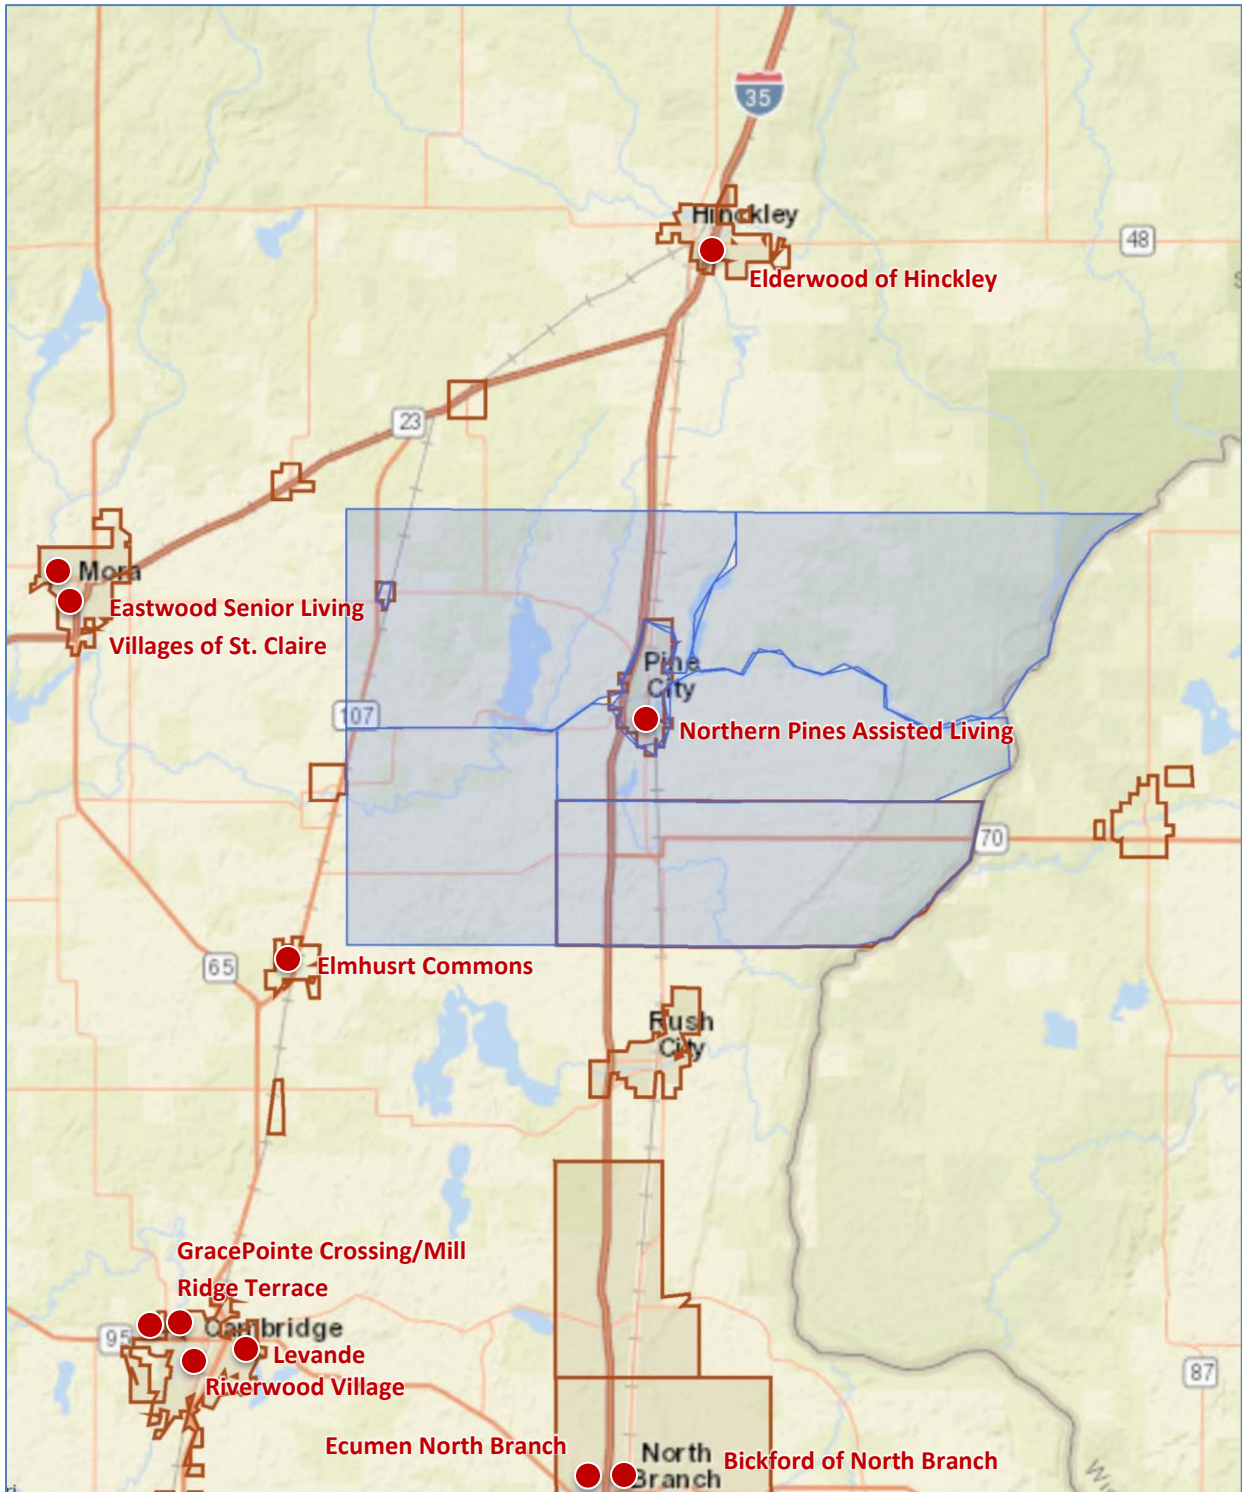 35
Hinckley
48
Elderwood of Hinckley
23
Mora
Eastwood Senior Living
Villages of St. Claire
Pine
City
107
Northern Pines Assisted Living
70
65
Elmhusrt Commons
Rush
City
GracePointe Crossing/Mill
Ridge Terrace
95
Cambridge
Levande
87
Riverwood Village
Ecumen North Branch
North
Branch
Bickford of North Branch